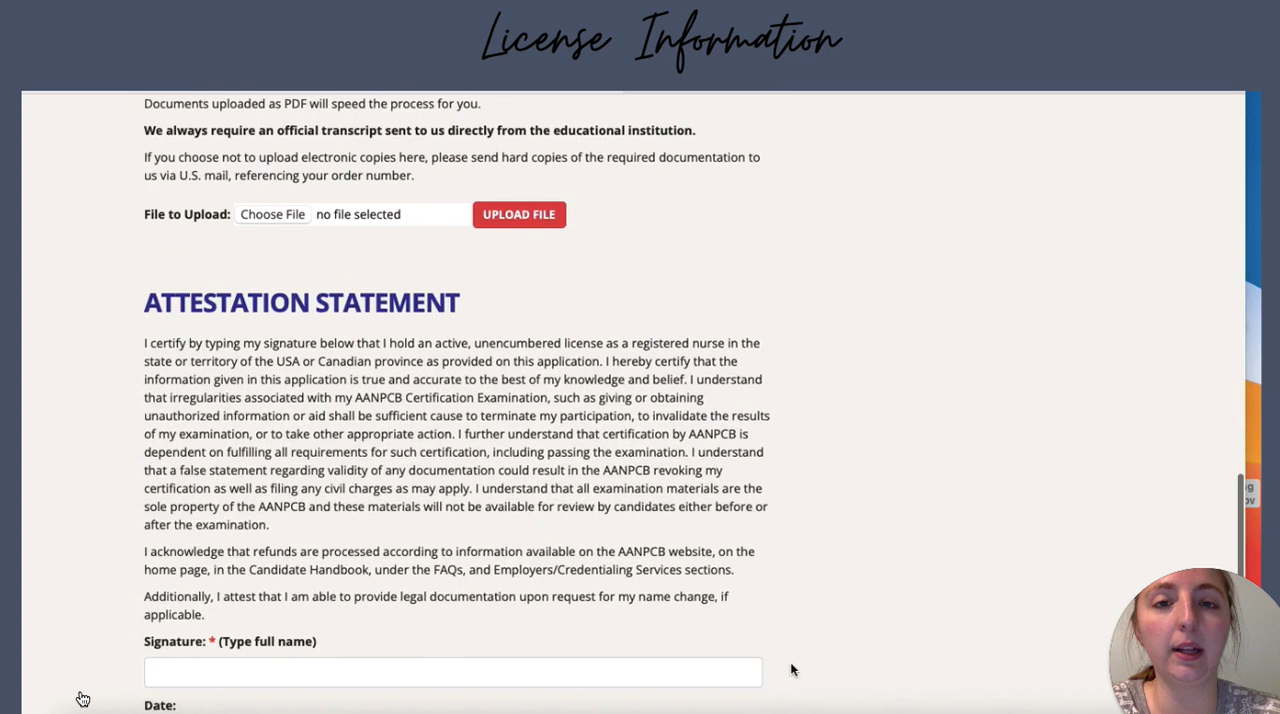 License Information
Documents uploaded as PDF will speed the process for you.
We always require an official transcript sent to us directly from the educational institution.
If you choose not to upload electronic copies here, please send hard copies of the required documentation to
us via U.S. mail, referencing your order number.
File to Upload: Choose File no file selected UPLOAD FILE
ATTESTATION STATEMENT
I certify by typing my signature below that I hold an active, unencumbered license as a registered nurse in the
state or territory of the USA or Canadian province as provided on this application. I hereby certify that the
information given in this application is true and accurate to the best of my knowledge and belief. I understand
that irregularities associated with my AANPCB Certification Examination, such as giving or obtaining
unauthorized information or aid shall be sufficient cause to terminate my participation, to invalidate the results
of my examination, or to take other appropriate action. I further understand that certification by AANPCB is
dependent on fulfilling all requirements for such certification, including passing the examination. I understand
that a false statement regarding validity of any documentation could result in the AANPCB revoking my
certification as well as filing any civil charges as may apply. I understand that all examination materials are the
sole property of the AANPCB and these materials will not be available for review by candidates either before or
after the examination.
I acknowledge that refunds are processed according to information available on the AANPCB website, on the
home page, in the Candidate Handbook, under the FAQs, and Employers/Credentialing Services sections.
Additionally, I attest that I am able to provide legal documentation upon request for my name change, if
applicable.
Signature: * (Type full name)
Date: